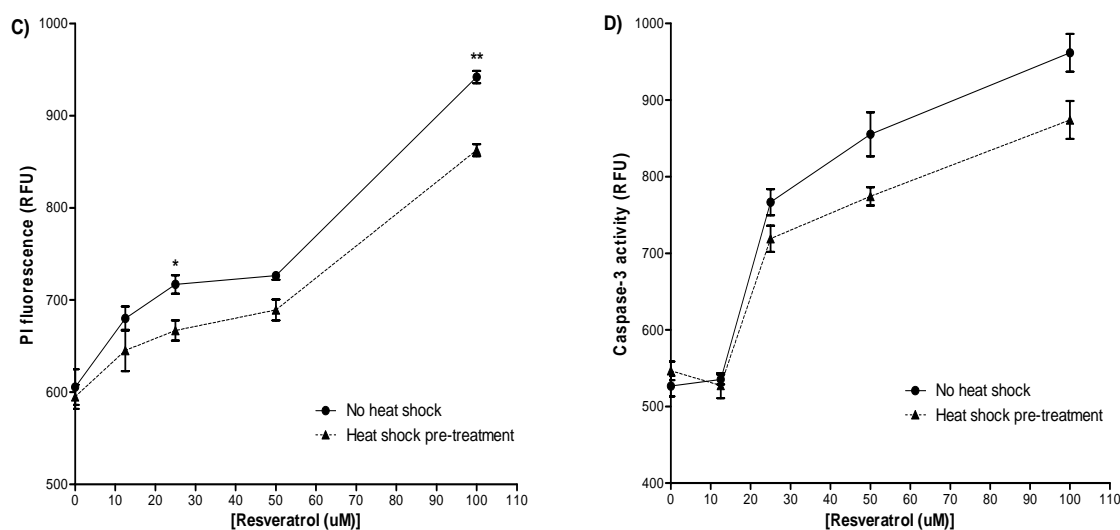 C)
1000
900
800
700
600
500
PI fluorescence (RFU)
*
**
No heat shock
Heat shock pre-treatment
0 10 20 30 40 50 60 70 80 90 100 110
[Resveratrol (uM)]
D)
1000
900
800
700
600
500
400
Caspase-3 activity (RFU)
No heat shock
Heat shock pre-treatment
0 10 20 30 40 50 60 70 80 90 100 110
[Resveratrol (uM)]